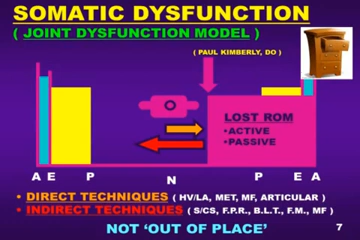 SOMATIC DYSFUNCTION
( JOINT DYSFUNCTION MODEL )
( PAUL KIMBERLY, DO )
LOST ROM
•ACTIVE
•PASSIVE
A E P N P E A
• DIRECT TECHNIQUES ( HV/LA, MET, MF, ARTICULAR )
• INDIRECT TECHNIQUES ( S/CS, F.P.R., B.L.T., F.M., MF )
NOT ‘OUT OF PLACE’
7